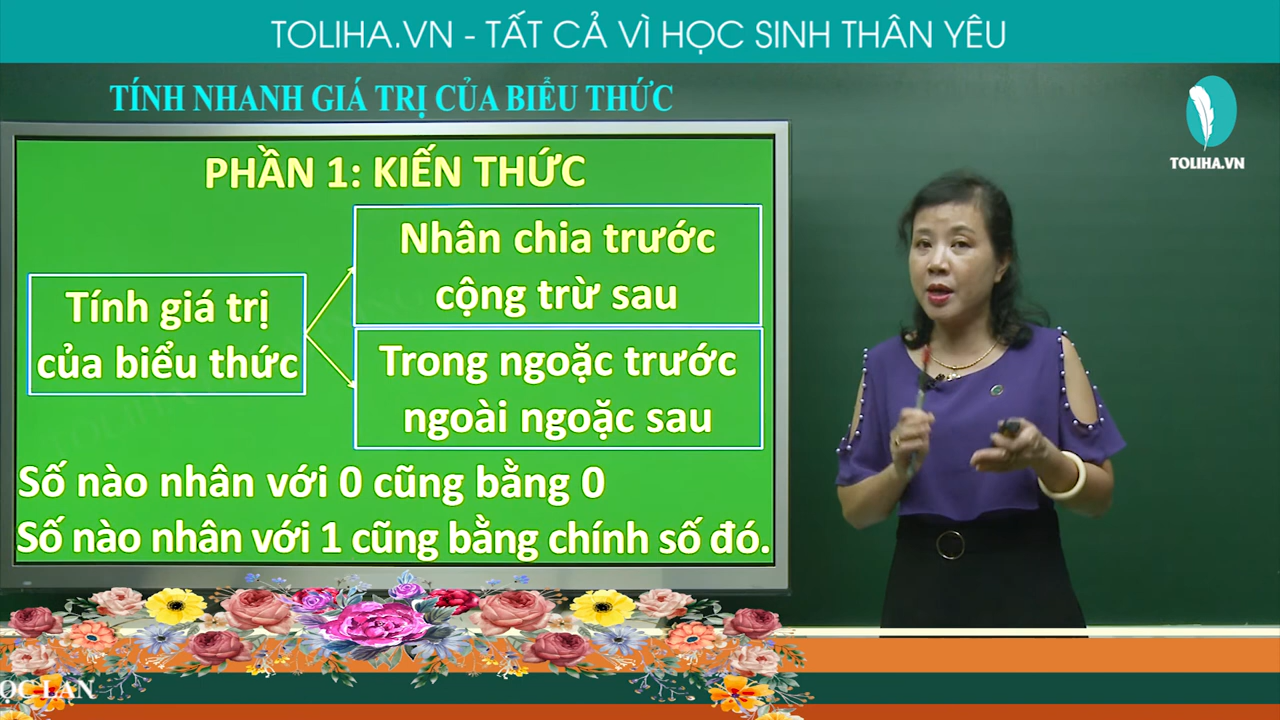 TOLIHA.VN - TẤT CẢ VÌ HỌC SINH THÂN YÊU
TÍNH NHANH GIÁ TRỊ CỦA BIỂU THỨC
TOLIHA.VN
PHẦN 1: KIẾN THỨC
Nhân chia trước
cộng trừ sau
Tính giá trị
của biểu thức
Trong ngoặc trước
ngoài ngoặc sau
Số nào nhân với 0 cũng bằng 0
Số nào nhân với 1 cũng bằng chính số đó.
ỌC LAN